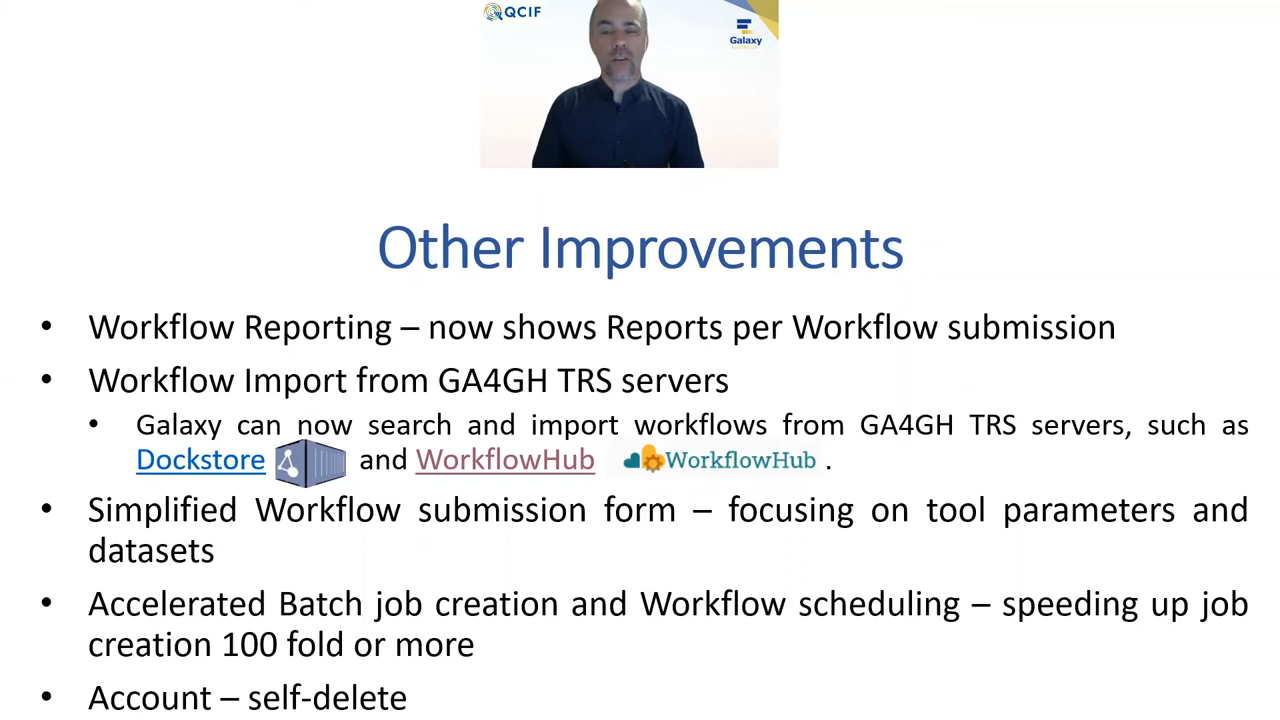 QCIF
Galaxy
AUSTRALIA
Other Improvements
• Workflow Reporting – now shows Reports per Workflow submission
• Workflow Import from GA4GH TRS servers
• Galaxy can now search and import workflows from GA4GH TRS servers, such as
Dockstore and WorkflowHub WorkflowHub .
• Simplified Workflow submission form – focusing on tool parameters and
datasets
• Accelerated Batch job creation and Workflow scheduling – speeding up job
creation 100 fold or more
• Account – self-delete